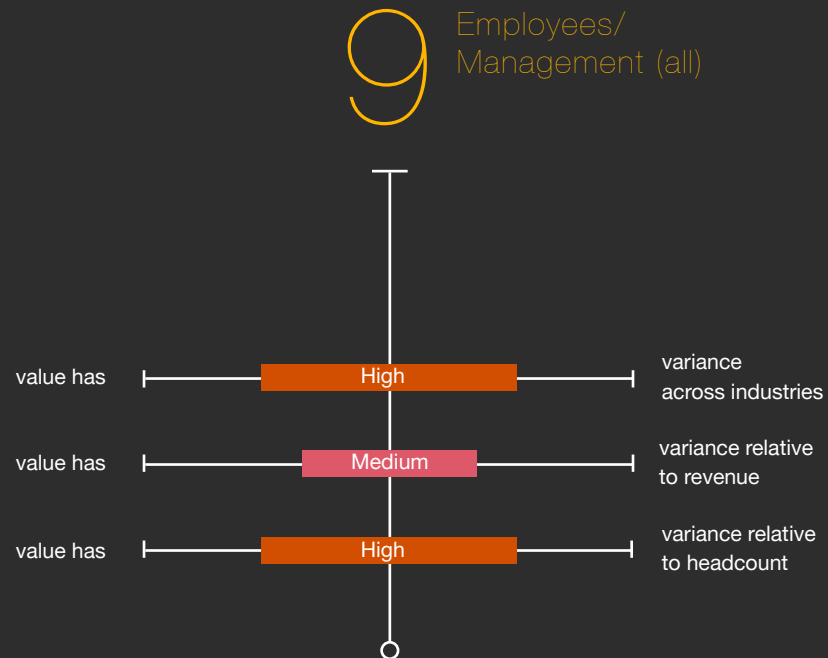 9
Employees/
Management (all)
value has
High
variance
across industries
value has
Medium
variance relative
to revenue
value has
High
variance relative
to headcount